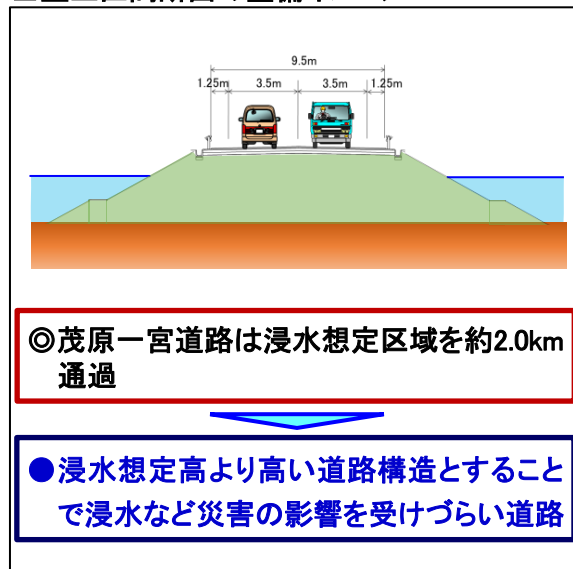 9.5m
1.25m 3.5m 3.5m 1.25m
◎茂原一宮道路は浸水想定区域を約2.0km
通過
●浸水想定高より高い道路構造とすること
で浸水など災害の影響を受けづらい道路